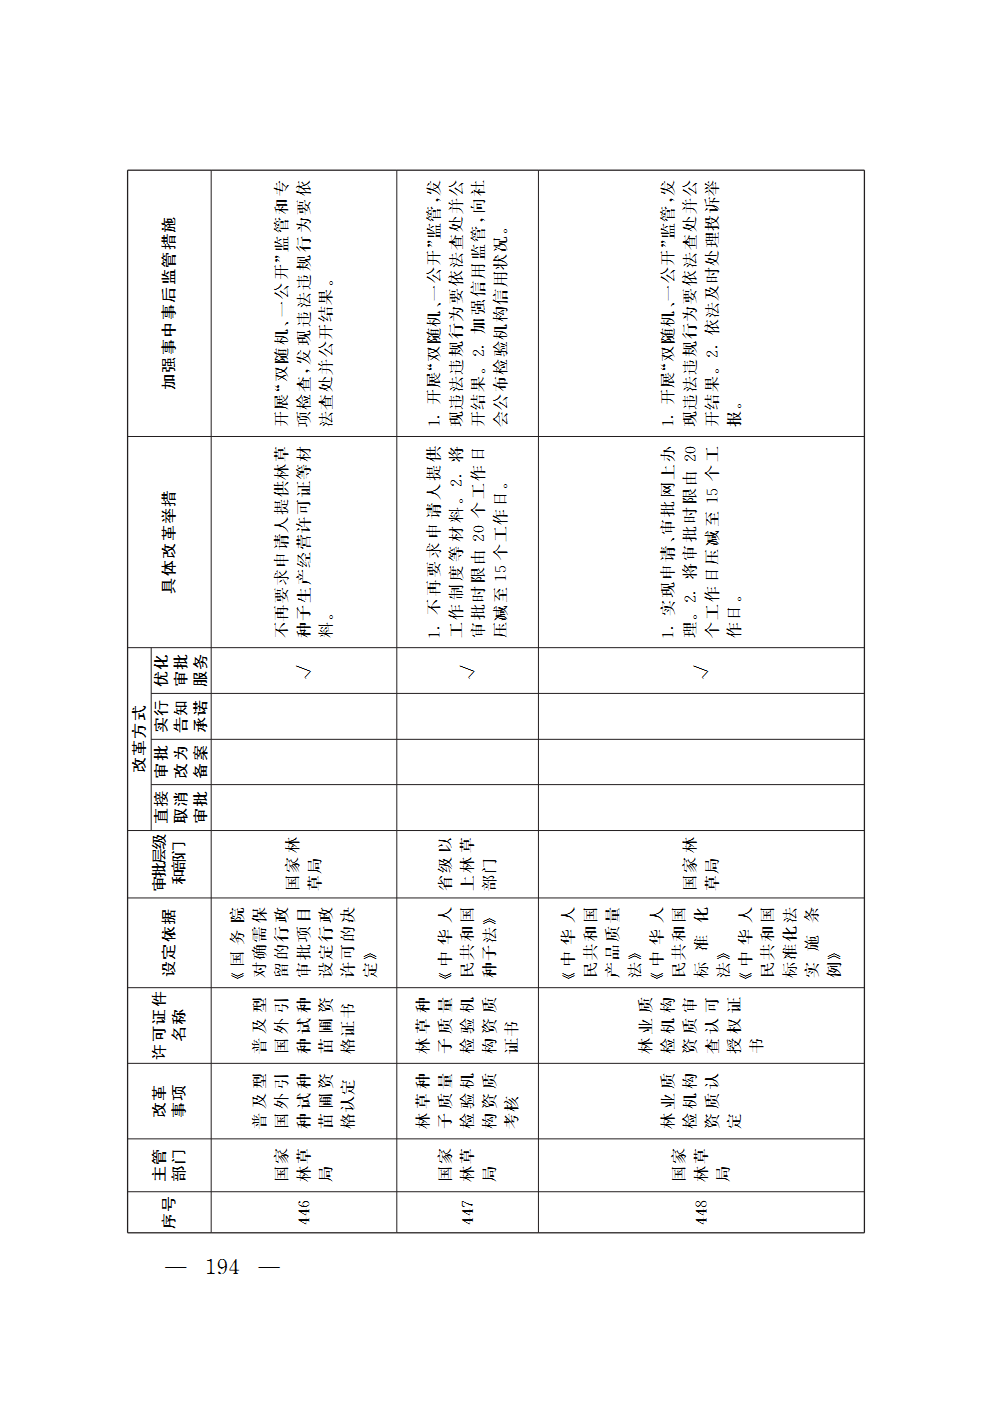 序号
主管
部门
改革
事项
许可证件
名称
设定依据
审批层级
和部门
改革方式
直接
取消
审批
审批
改为
备案
实行
告知
承诺
优化
审批
服务
具体改革举措
加强事中事后监管措施
446
国家
林草
局
普及型
国外引
种试种
苗圃资
格认定
普及型
国外引
种试种
苗圃资
格证书
《国务院
对确需保
留的行政
审批项目
设定行政
许可的决
定》
国家林
草局
√
不再要求申请人提供林草
种子生产经营许可证等材
料。
开展“双随机、一公开”监管和专
项检查,发现违法违规行为要依
法查处并公开结果。
447
国家
林草
局
林草种
子质量
检验机
构资质
考核
林草种
子质量
检验机
构资质
证书
《中华人
民共和国
种子法》
省级以
上林草
部门
√
1. 不再要求申请人提供
工作制度等材料。2. 将
审批时限由 20 个工作日
压减至 15 个工作日。
1. 开展“双随机、一公开”监管,发
现违法违规行为要依法查处并公
开结果。2. 加强信用监管,向社
会公布检验机构信用状况。
448
国家
林草
局
林业质
检机构
资质认
定
林业质
检机构
资质审
查认可
授权证
书
《中华人
民共和国
产品质量
法》
《中华人
民共和国
标准化
法》
《中华人
民共和国
标准化法
实施条
例》
国家林
草局
√
1. 实现申请、审批网上办
理。2. 将审批时限由 20
个工作日压减至 15 个工
作日。
1. 开展“双随机、一公开”监管,发
现违法违规行为要依法查处并公
开结果。2. 依法及时处理投诉举
报。
— 194 —